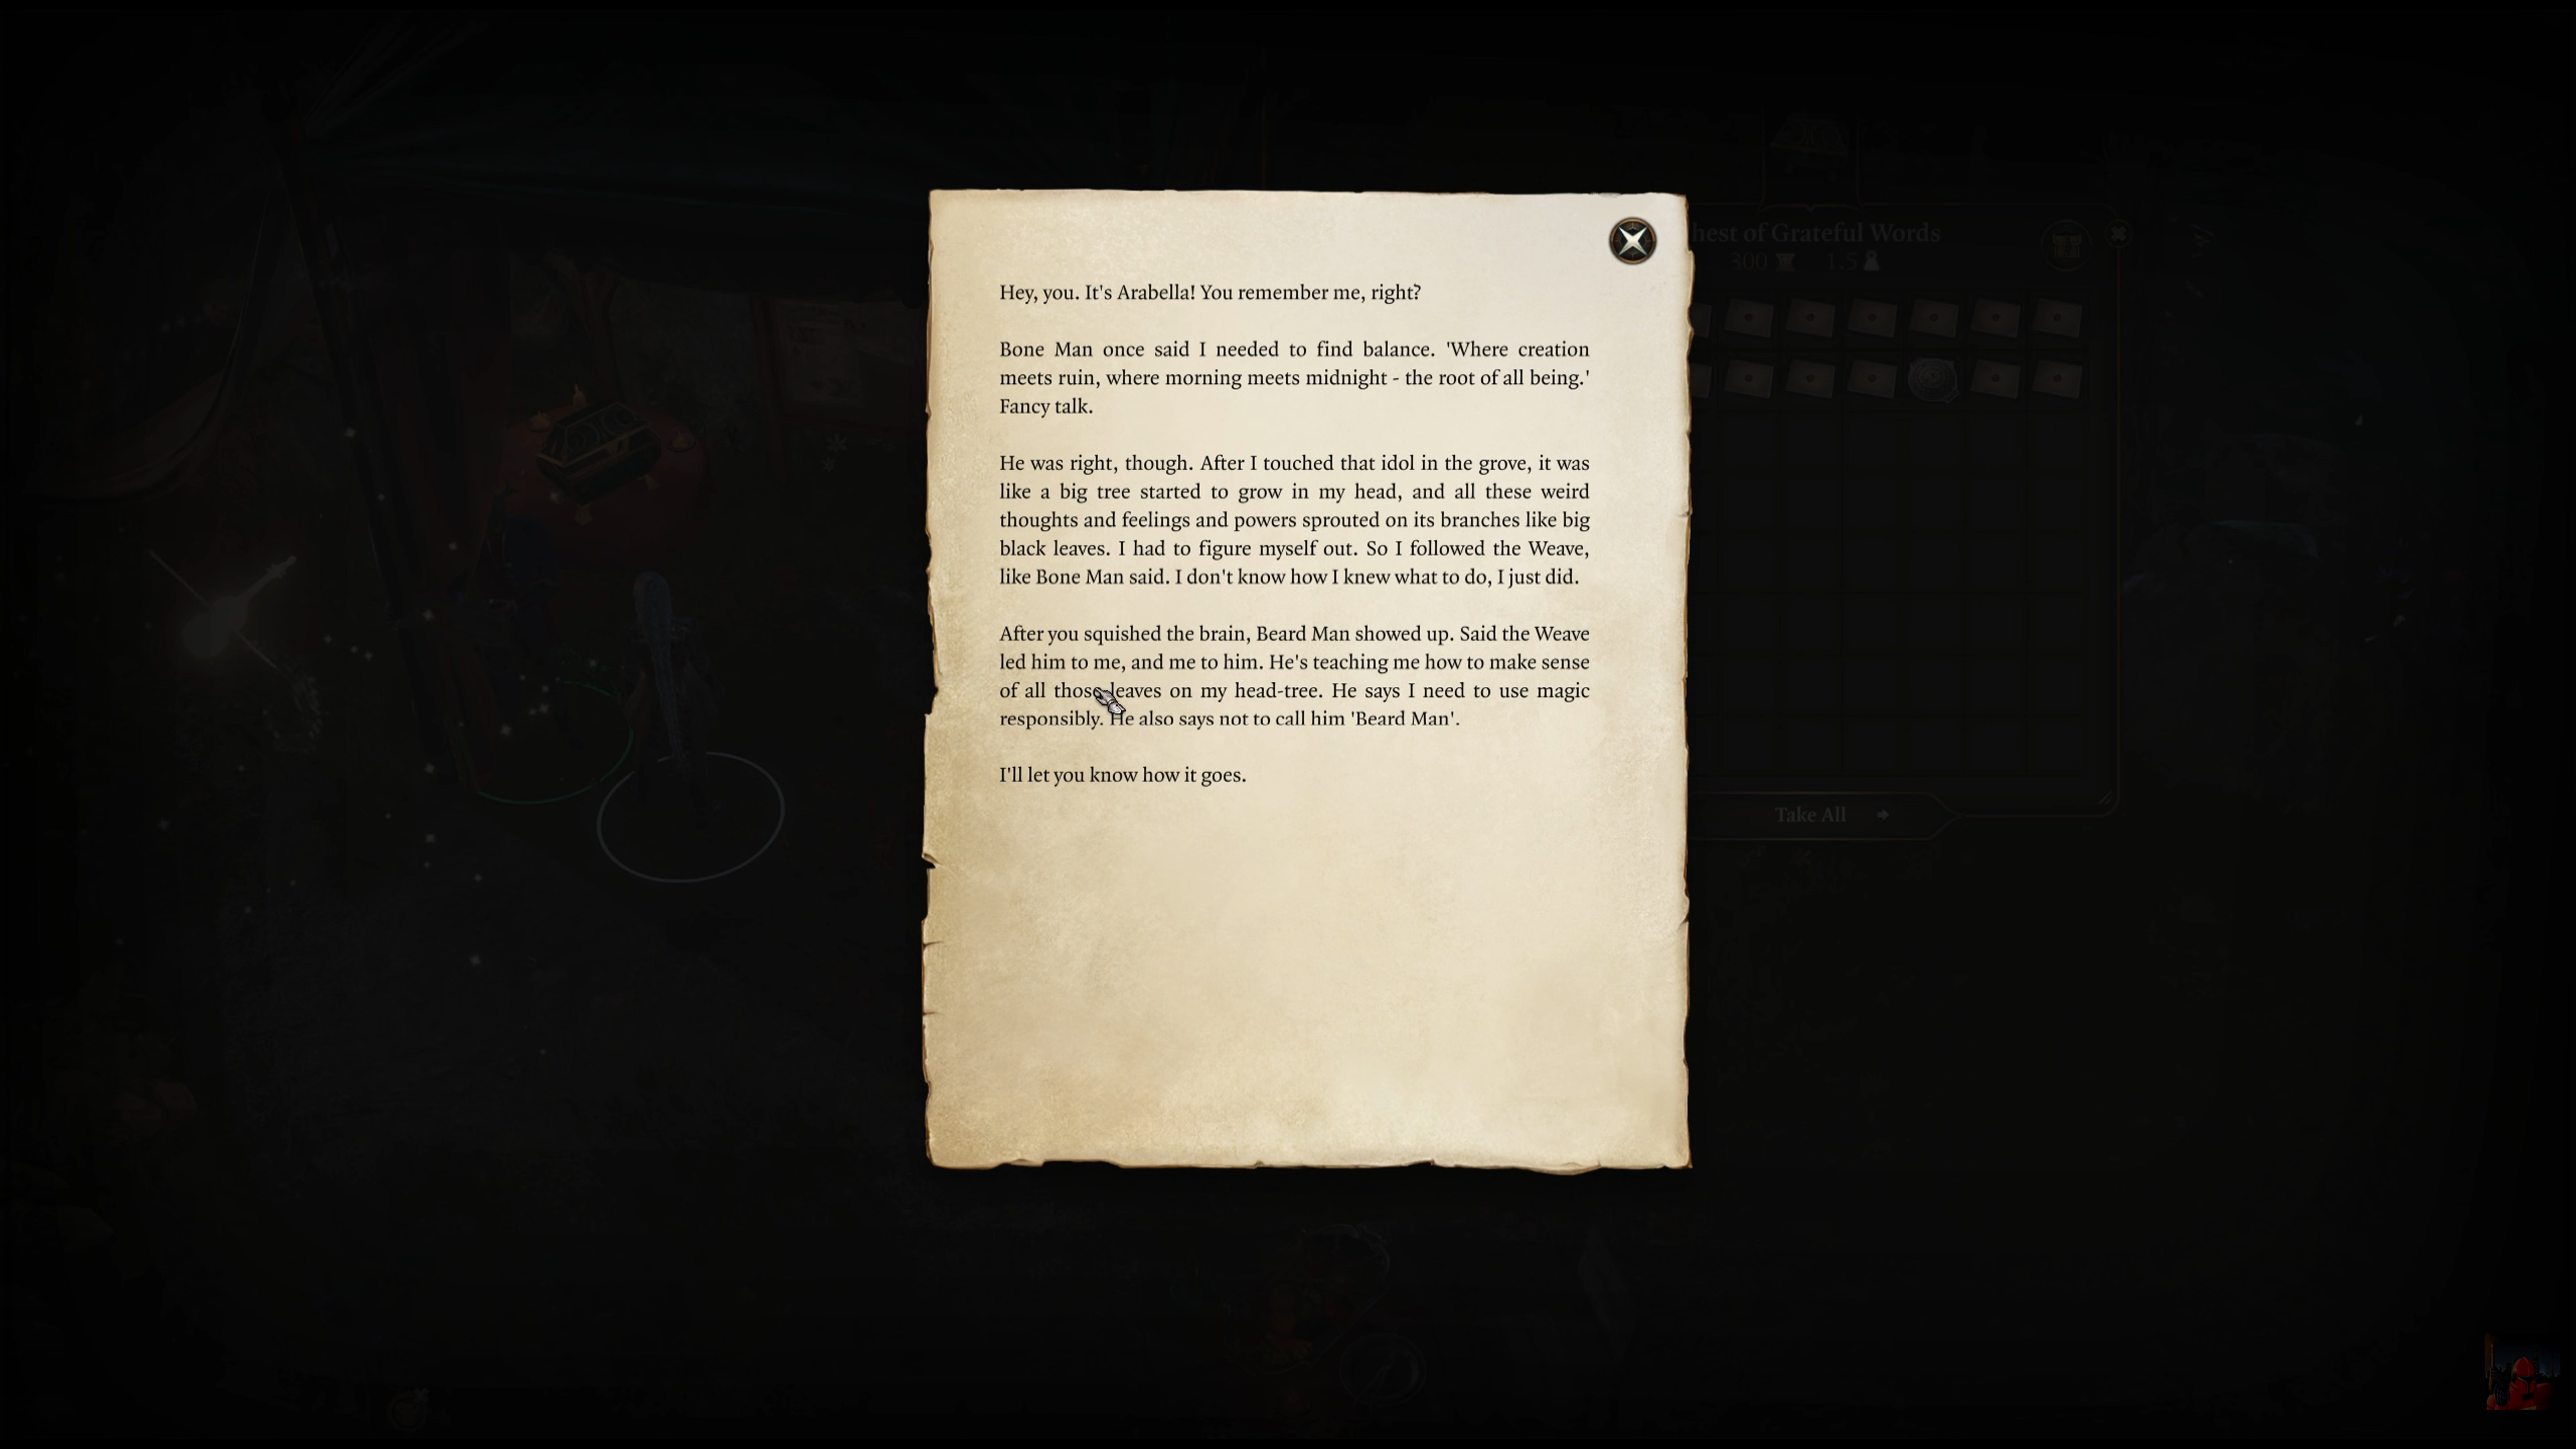 Hey, you. It's Arabella! You remember me, right?
Bone Man once said I needed to find balance. 'Where creation
meets ruin, where morning meets midnight - the root of all being.'
Fancy talk.
He was right, though. After I touched that idol in the grove, it was
like a big tree started to grow in my head, and all these weird
thoughts and feelings and powers sprouted on its branches like big
black leaves. I had to figure myself out. So I followed the Weave,
like Bone Man said. I don't know how I knew what to do, I just did.
After you squished the brain, Beard Man showed up. Said the Weave
led him to me, and me to him. He's teaching me how to make sense
of all those leaves on my head-tree. He says I need to use magic
responsibly. He also says not to call him 'Beard Man'.
I'll let you know how it goes.
hest of Grateful Words
300 1.5
Take All